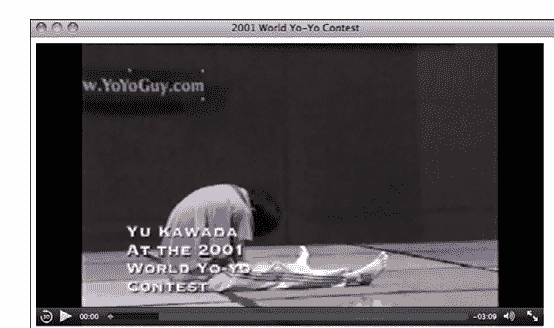 2001 World Yo-Yo Contest
w.YoYoGuy.com
Yu Kawada
At the 2001
World Yo-Yo
Contest
30
00:00
-03:09